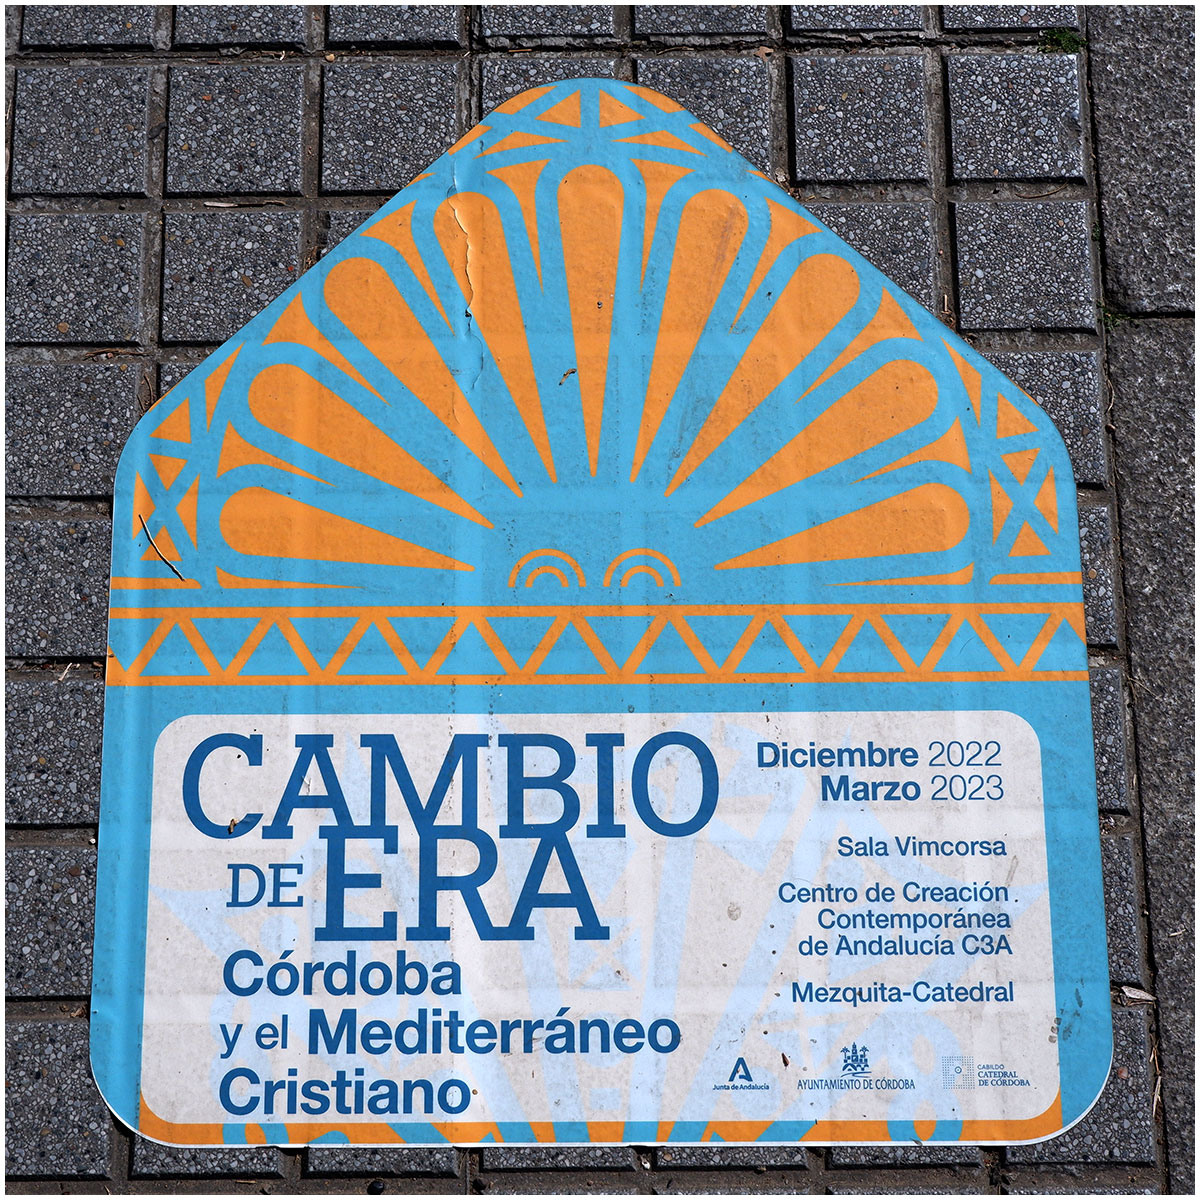 CAMBIO
DE ERA
Córdoba
y el Mediterráneo
Cristiano
Diciembre 2022
Marzo 2023
Sala Vimcorsa
Centro de Creación
Contemporánea
de Andalucía C3A
Mezquita-Catedral
Junta de Andalucía
AYUNTAMIENTO DE CÓRDOBA
CABILDO
CATEDRAL
DE CÓRDOBA